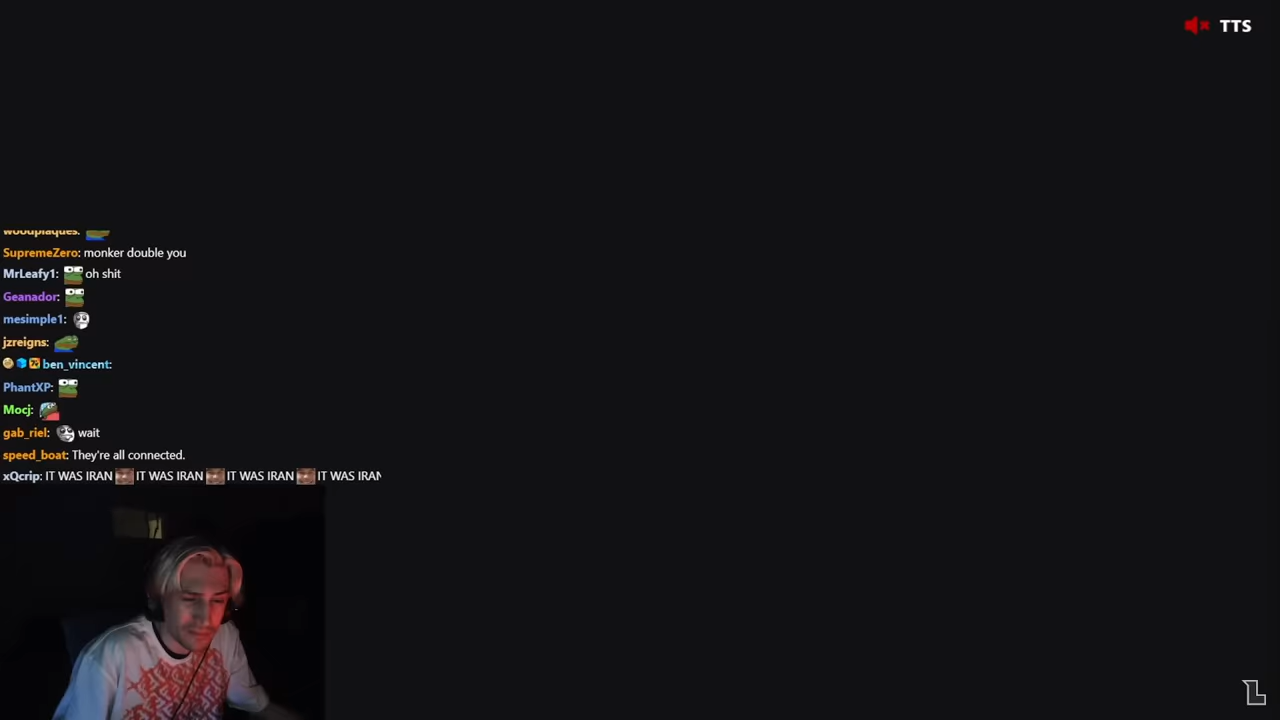 TTS
woodplaques:
SupremeZero: monker double you
MrLeafy1: oh shit
Geanador:
mesimple1:
jzreigns:
ben_vincent:
PhantXP:
Mocj:
gab_riel: wait
speed_boat: They're all connected.
xQcrip: IT WAS IRAN IT WAS IRAN IT WAS IRAN IT WAS IRAN